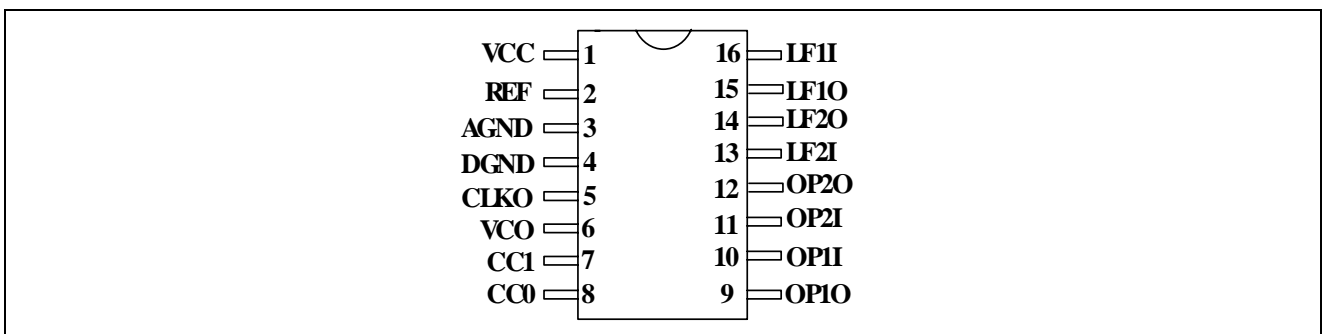 VCC 1 16 LF1I
REF 2 15 LF1O
AGND 3 14 LF2O
DGND 4 13 LF2I
CLKO 5 12 OP2O
VCO 6 11 OP2I
CC1 7 10 OP1I
CC0 8 9 OP1O